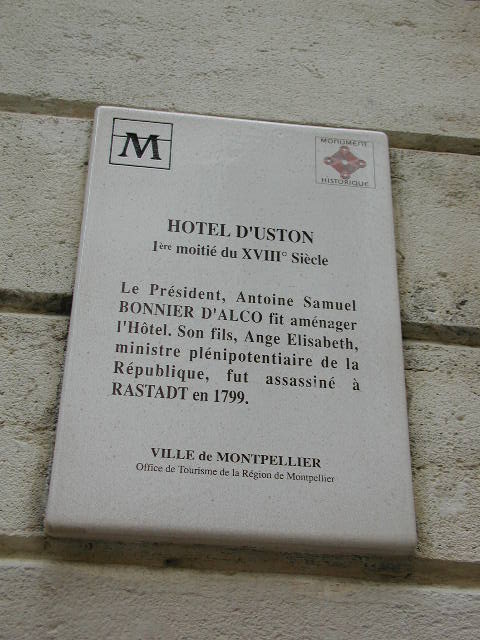 M
MONUMENT
HISTORIQUE
HOTEL D'USTON
1ère moitié du XVIII° Siècle
Le Président, Antoine Samuel
BONNIER D'ALCO fit aménager
l'Hôtel. Son fils, Ange Elisabeth,
ministre plénipotentiaire de la
République, fut assassiné à
RASTADT en 1799.
VILLE de MONTPELLIER
Office de Tourisme de la Région de Montpellier